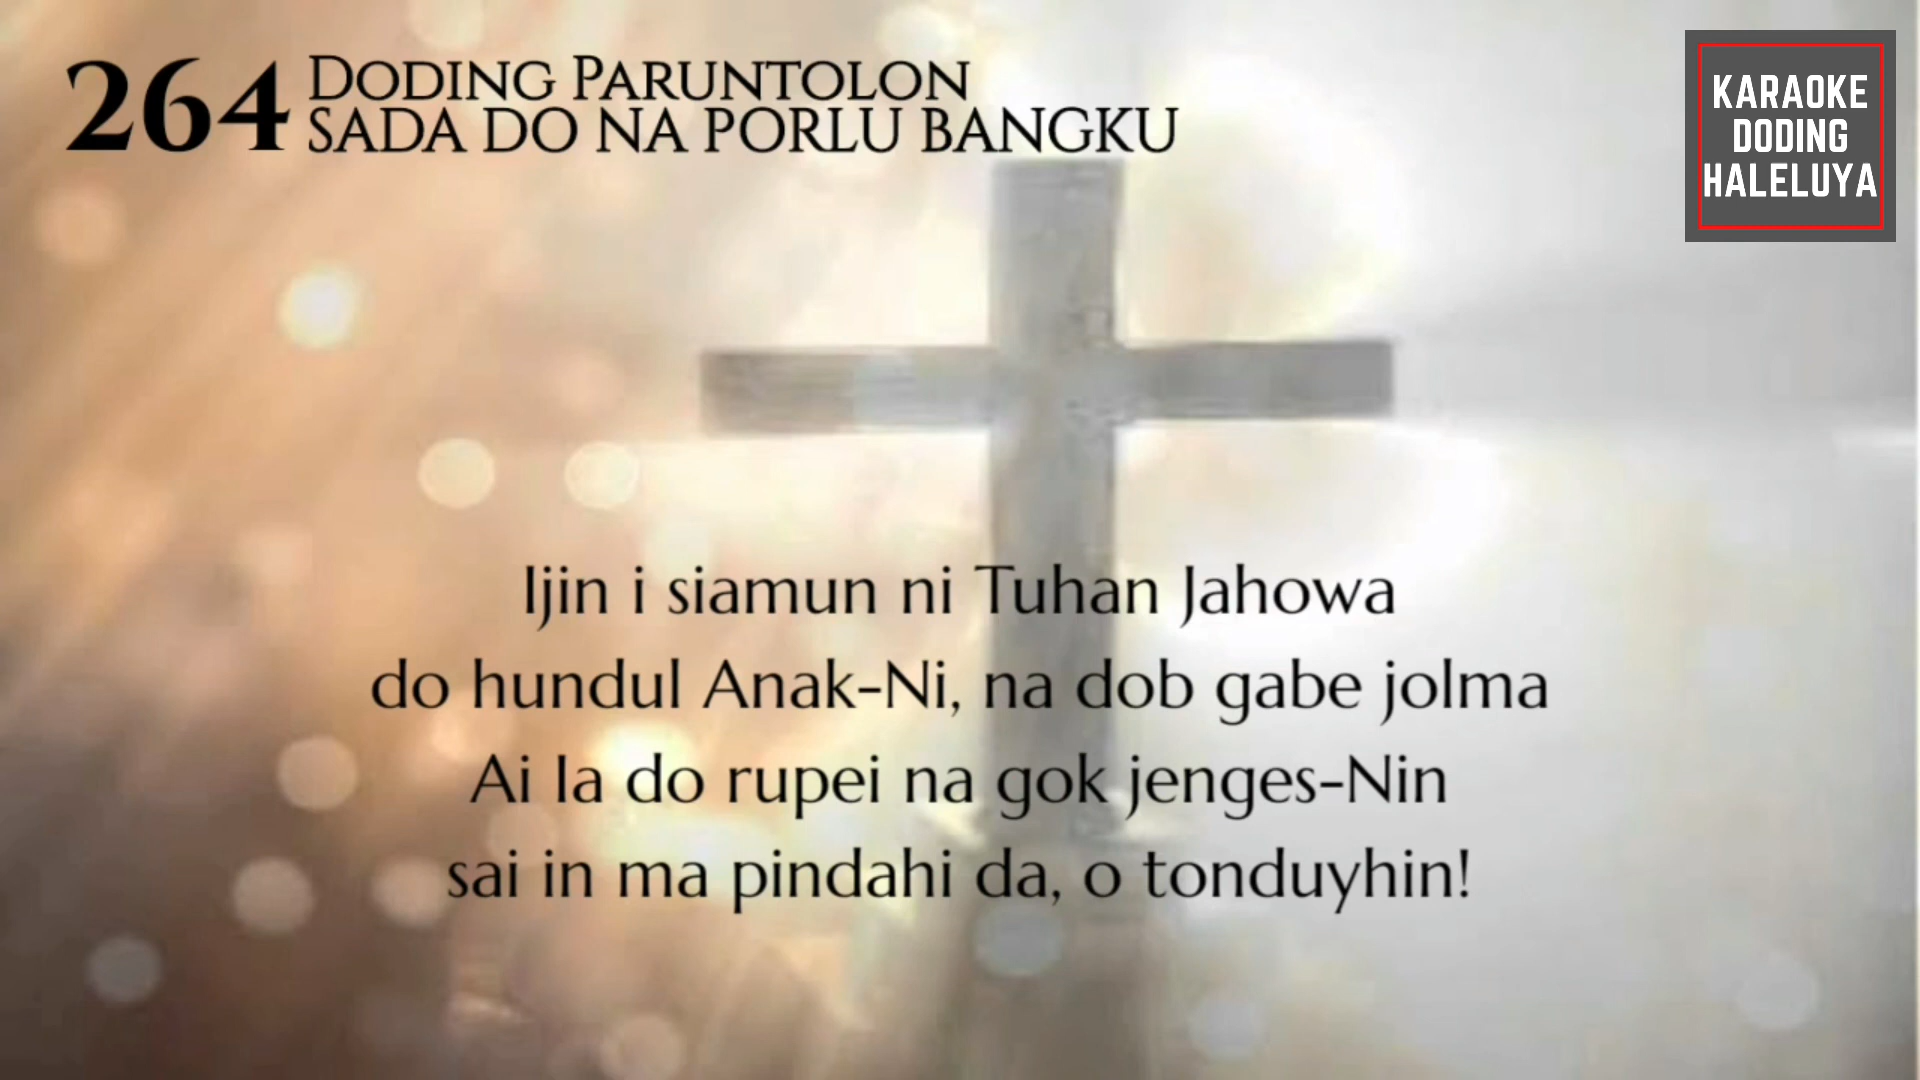 264 DODING PARUNTOLON
SADA DO NA PORLU BANGKU
KARAOKE
DODING
HALELUYA
Ijin i siamun ni Tuhan Jahowa
do hundul Anak-Ni, na dob gabe jolma
Ai Ia do rupei na gok jenges-Nin
sai in ma pindahi da, o tonduyhin!